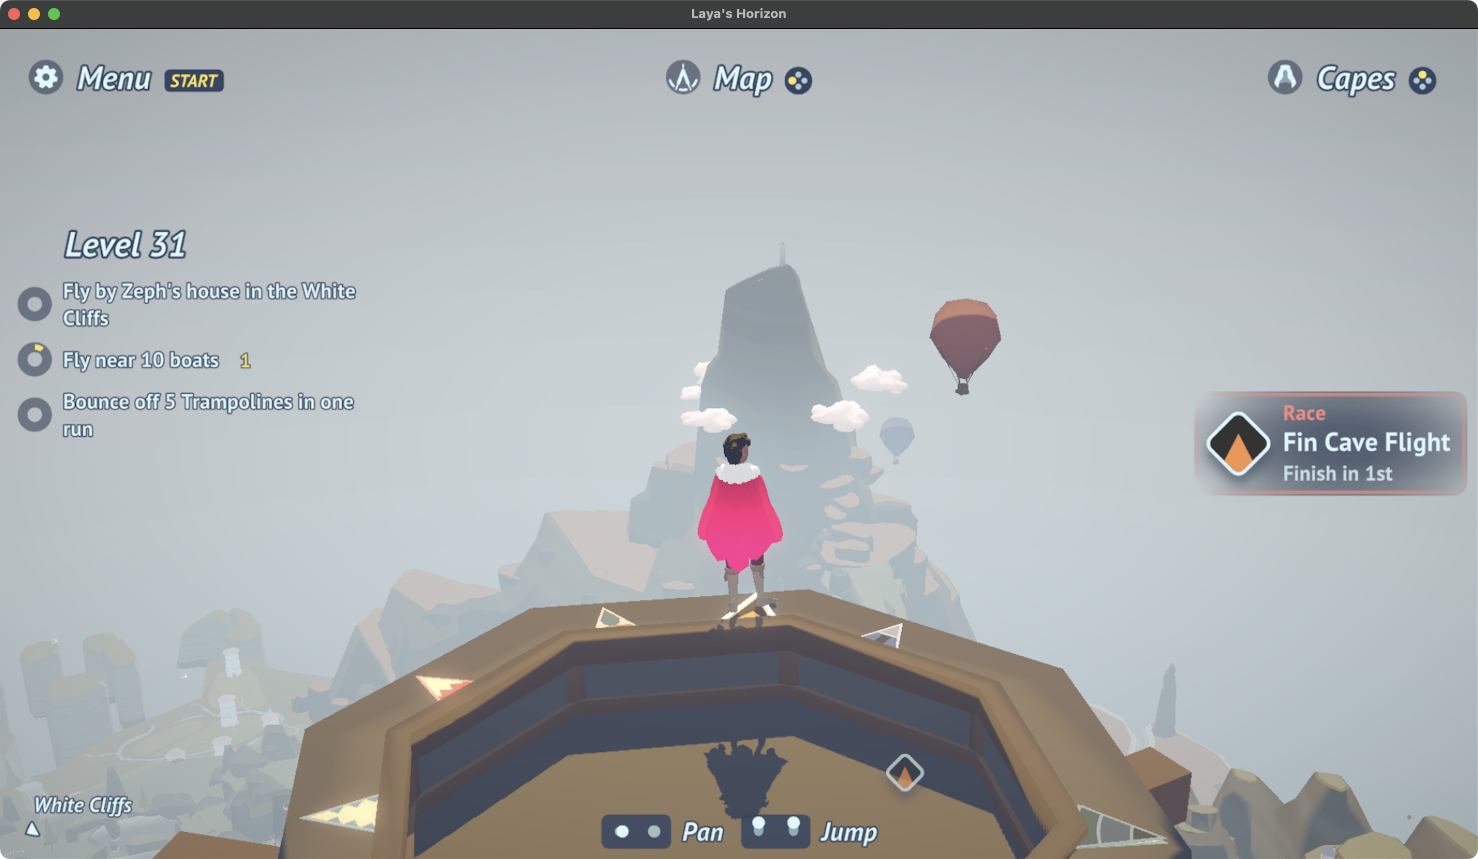 Laya's Horizon
Menu START
Map
Capes
Level 31
Fly by Zeph's house in the White
Cliffs
Fly near 10 boats 1
Bounce off 5 Trampolines in one
run
Race
Fin Cave Flight
Finish in 1st
White Cliffs
Pan
Jump